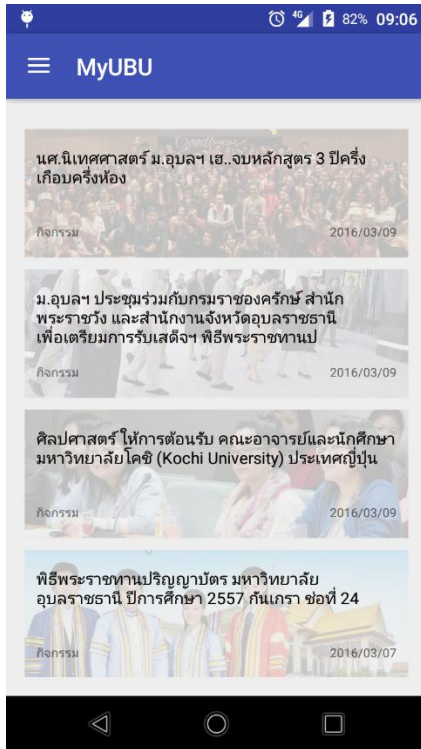 82% 09:06
MyUBU
นศ.นิเทศศาสตร์ ม.อุบลฯ เฮ..จบหลักสูตร 3 ปีครึ่ง
เกือบครึ่งห้อง
กิจกรรม 2016/03/09
ม.อุบลฯ ประชุมร่วมกับกรมราชองครักษ์ สำนัก
พระราชวัง และสำนักงานจังหวัดอุบลราชธานี
เพื่อเตรียมการรับเสด็จฯ พิธีพระราชทานป
กิจกรรม 2016/03/09
ศิลปศาสตร์ ให้การต้อนรับ คณะอาจารย์และนักศึกษา
มหาวิทยาลัยโคชิ (Kochi University) ประเทศญี่ปุ่น
กิจกรรม 2016/03/09
พิธีพระราชทานปริญญาบัตร มหาวิทยาลัย
อุบลราชธานี ปีการศึกษา 2557 กันเกรา ช่อที่ 24
กิจกรรม 2016/03/07